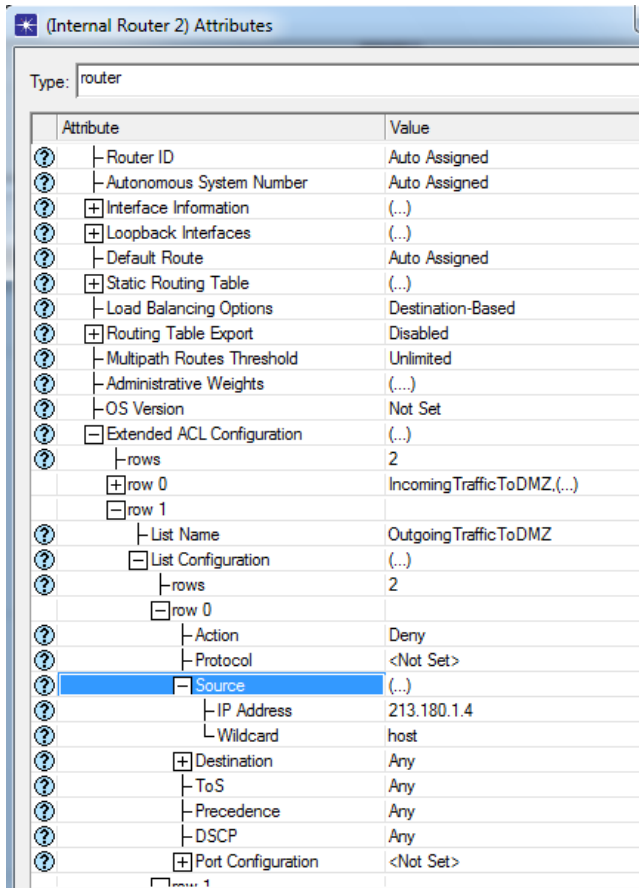 (Internal Router 2) Attributes
Type: router
Attribute Value
Router ID Auto Assigned
Autonomous System Number Auto Assigned
Interface Information (...)
Loopback Interfaces (...)
Default Route Auto Assigned
Static Routing Table (...)
Load Balancing Options Destination-Based
Routing Table Export Disabled
Multipath Routes Threshold Unlimited
Administrative Weights (....)
OS Version Not Set
Extended ACL Configuration (...)
rows 2
row 0 IncomingTrafficToDMZ,(...)
row 1
List Name OutgoingTrafficToDMZ
List Configuration (...)
rows 2
row 0
Action Deny
Protocol <Not Set>
Source (...)
IP Address 213.180.1.4
Wildcard host
Destination Any
ToS Any
Precedence Any
DSCP Any
Port Configuration <Not Set>
row 1